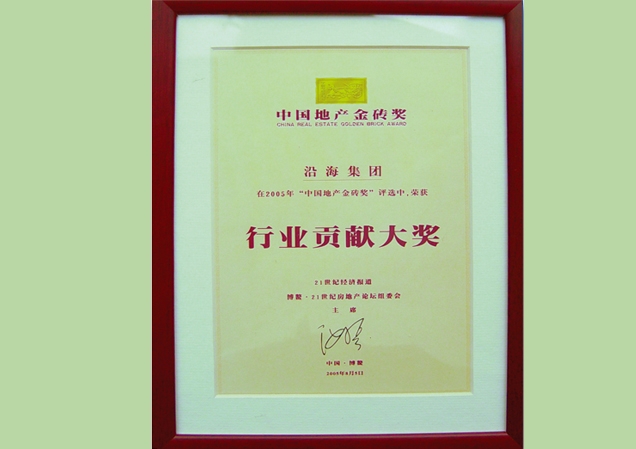 中国地产金砖奖
CHINA REAL ESTATE GOLDEN BRICK AWARD
沿海集团
在2005年“中国地产金砖奖”评选中,荣获
行业贡献大奖
21世纪经济报道
博鳌·21世纪房地产论坛组委会
主 席
中国·博鳌